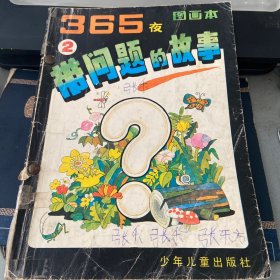 365夜 图画本
2
带问题的故事
?
少年儿童出版社